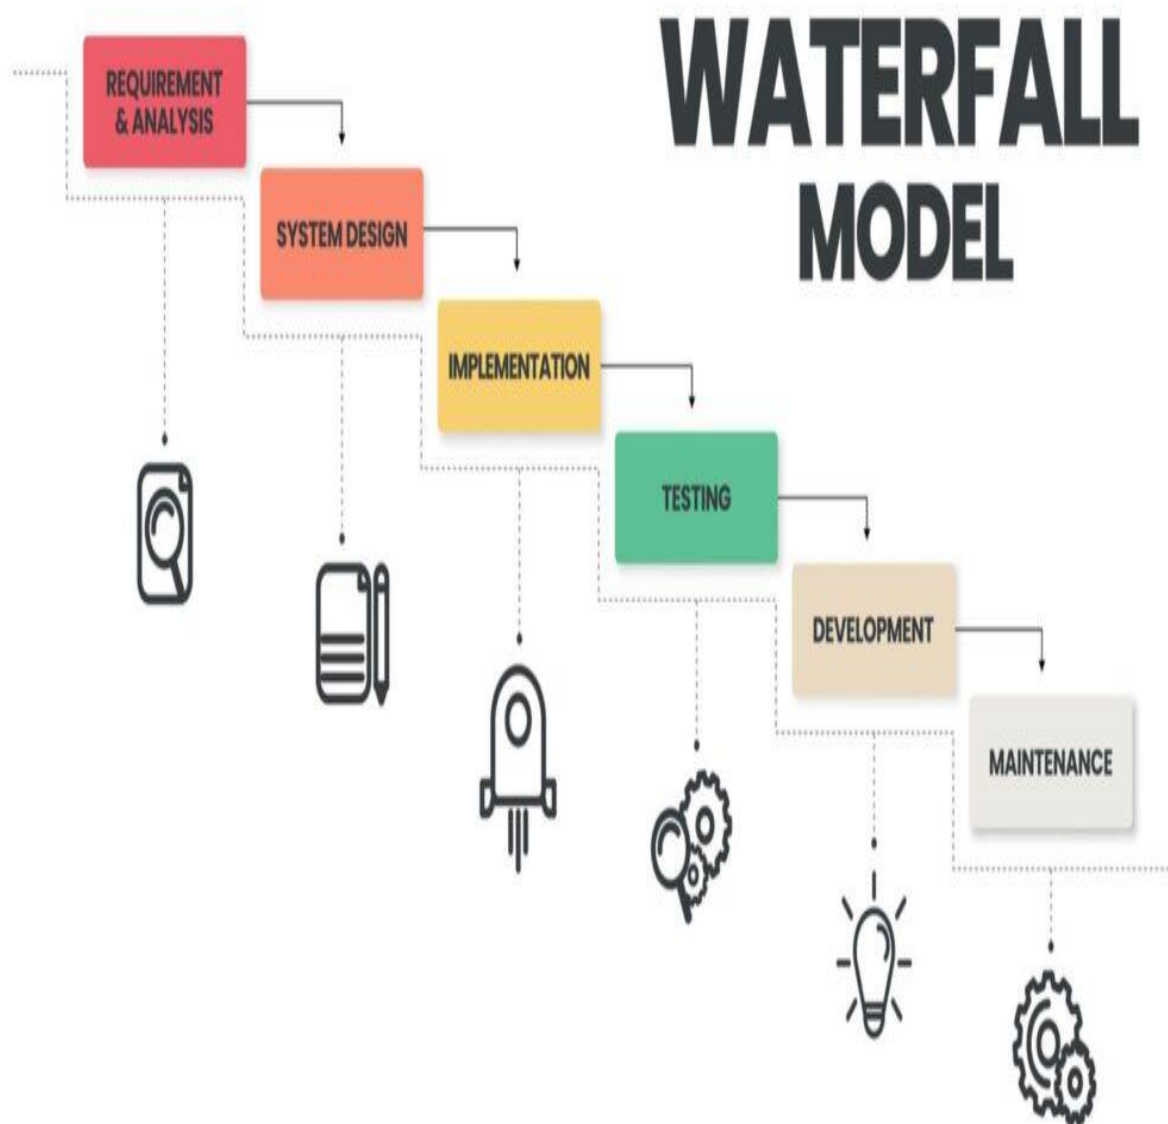 WATERFALL
MODEL
REQUIREMENT
& ANALYSIS
SYSTEM DESIGN
IMPLEMENTATION
TESTING
DEVELOPMENT
MAINTENANCE